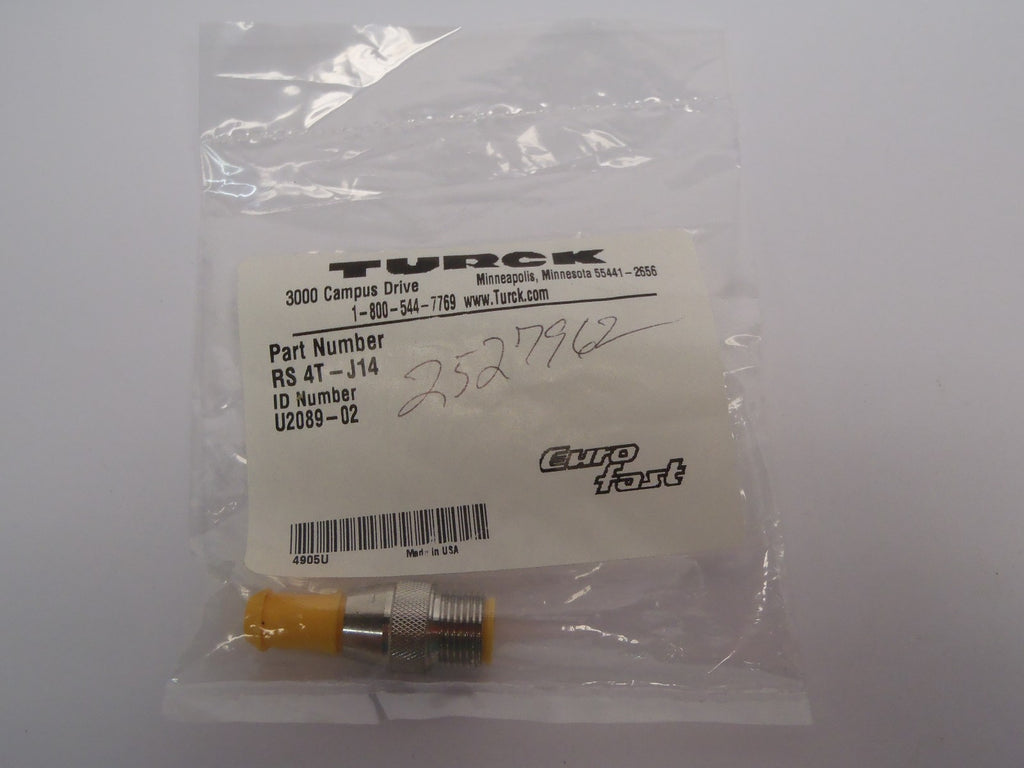 TURCK
3000 Campus Drive Minneapolis, Minnesota 55441-2656
1-800-544-7769 www.Turck.com
Part Number
RS 4T-J14
2527962
ID Number
U2089-02
Euro
fast
4905U
Made in USA